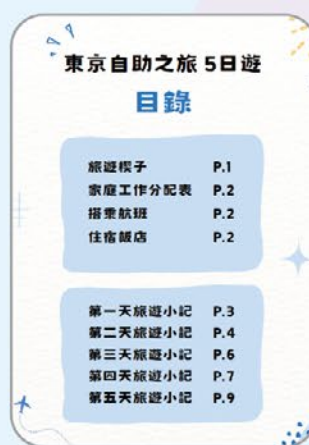 東京自助之旅 5日遊
目錄
旅遊楔子 P.1
家庭工作分配表 P.2
搭乘航班 P.2
住宿飯店 P.2
第一天旅遊小記 P.3
第二天旅遊小記 P.4
第三天旅遊小記 P.6
第四天旅遊小記 P.7
第五天旅遊小記 P.9